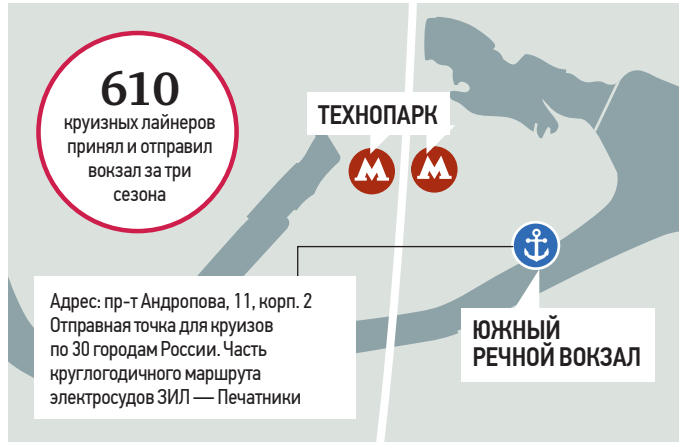 610
круизных лайнеров
принял и отправил
вокзал за три
сезона
ТЕХНОПАРК
М М
Адрес: пр-т Андропова, 11, корп. 2
Отправная точка для круизов
по 30 городам России. Часть
круглогодичного маршрута
электросудов ЗИЛ — Печатники
ЮЖНЫЙ
РЕЧНОЙ ВОКЗАЛ